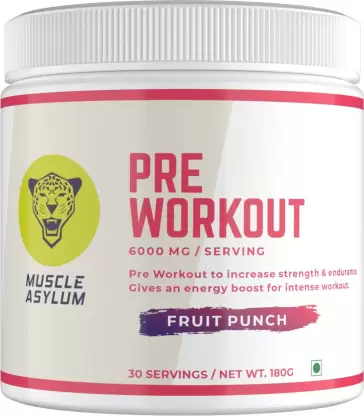 PRE
WORKOUT
6000 MG / SERVING
Pre Workout to increase strength & endurance
Gives an energy boost for intense workout.
MUSCLE
ASYLUM
FRUIT PUNCH
30 SERVINGS / NET WT. 180G